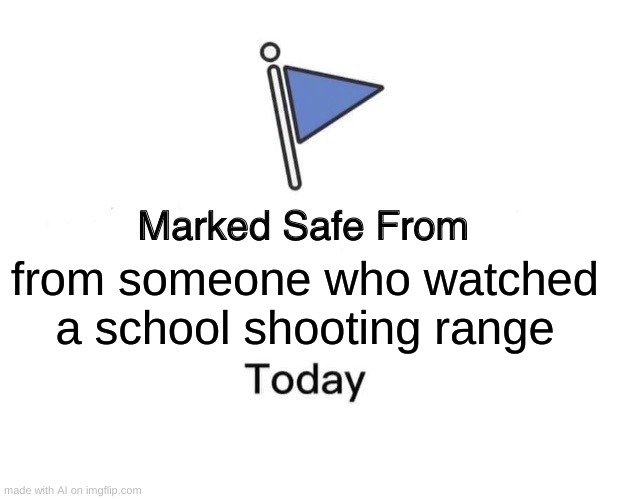 Marked Safe From
from someone who watched
a school shooting range
Today
made with AI on imgflip.com